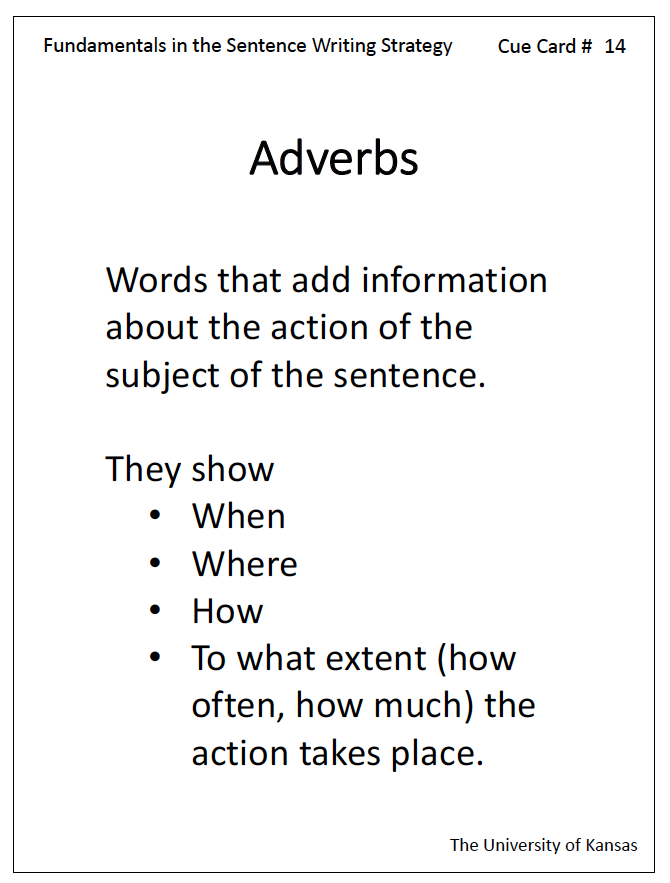 Fundamentals in the Sentence Writing Strategy Cue Card # 14
Adverbs
Words that add information
about the action of the
subject of the sentence.
They show
• When
• Where
• How
• To what extent (how
often, how much) the
action takes place.
The University of Kansas